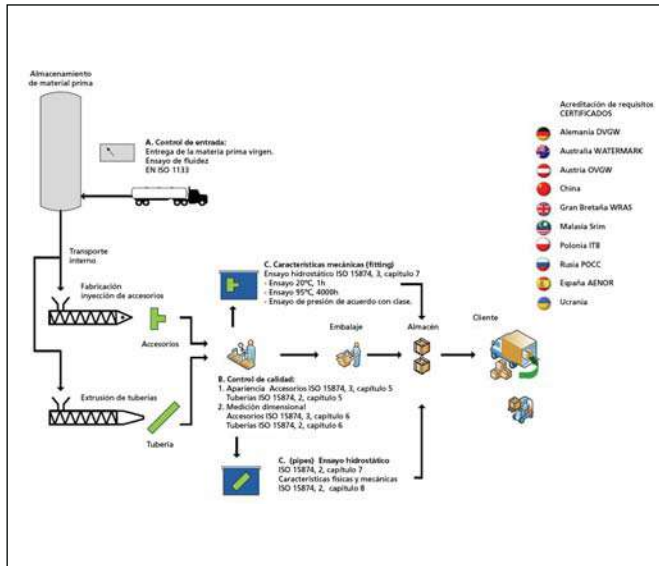 Almacenamiento
de material prima
A. Control de entrada:
Entrega de la materia prima virgen.
Ensayo de fluidez
EN ISO 1133
Transporte
interno
Fabricación
inyección de accesorios
Accesorios
Extrusión de tuberías
Tubería
C. Características mecánicas (fitting)
Ensayo hidrostático ISO 15874, 3, capítulo 7
- Ensayo 20ºC, 1h
- Ensayo 95ºC, 4000h
- Ensayo de presión de acuerdo con clase.
Embalaje
Almacén
Cliente
B. Control de calidad:
1. Apariencia Accesorios ISO 15874, 3, capítulo 5
Tuberías ISO 15874, 2, capítulo 5
2. Medición dimensional
Accesorios ISO 15874, 3, capítulo 6
Tuberías ISO 15874, 2, capítulo 6
C. (pipes) Ensayo hidrostático
ISO 15874, 2, capítulo 7
Características físicas y mecánicas
ISO 15874, 2, capítulo 8
Acreditación de requisitos
CERTIFICADOS
Alemania DVGW
Australia WATERMARK
Austria OVGW
China
Gran Bretaña WRAS
Malasia Srim
Polonia ITB
Rusia POCC
España AENOR
Ucrania